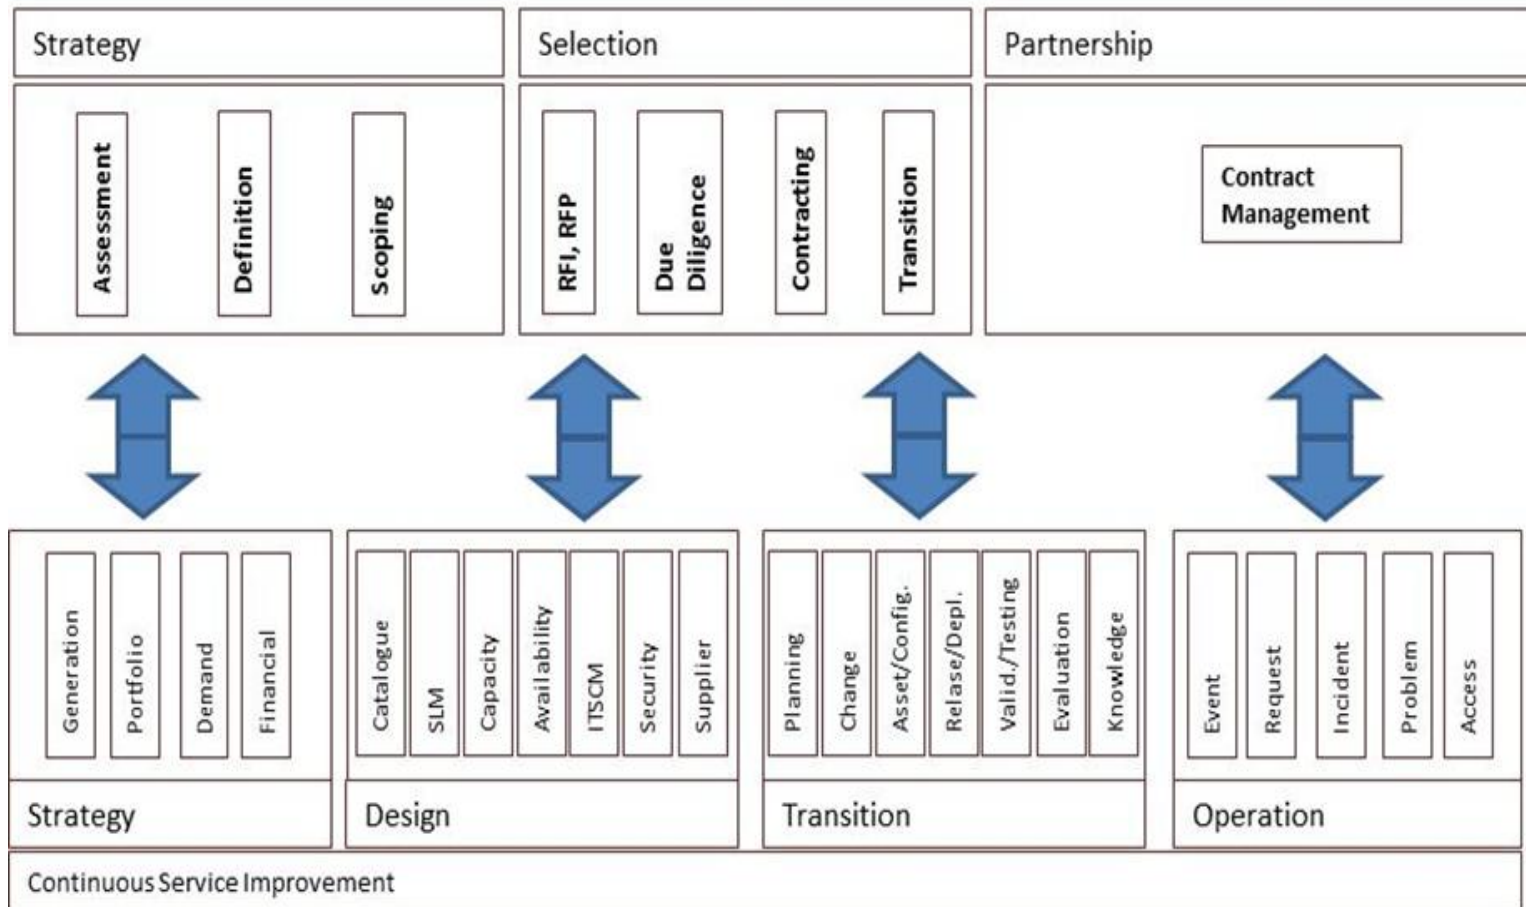 Strategy
Selection
Partnership
Assessment
Definition
Scoping
RFI, RFP
Due
Diligence
Contracting
Transition
Contract
Management
Generation
Portfolio
Demand
Financial
Catalogue
SLM
Capacity
Availability
ITSCM
Security
Supplier
Planning
Change
Asset/Config.
Relase/Depl.
Valid./Testing
Evaluation
Knowledge
Event
Request
Incident
Problem
Access
Strategy
Design
Transition
Operation
Continuous Service Improvement